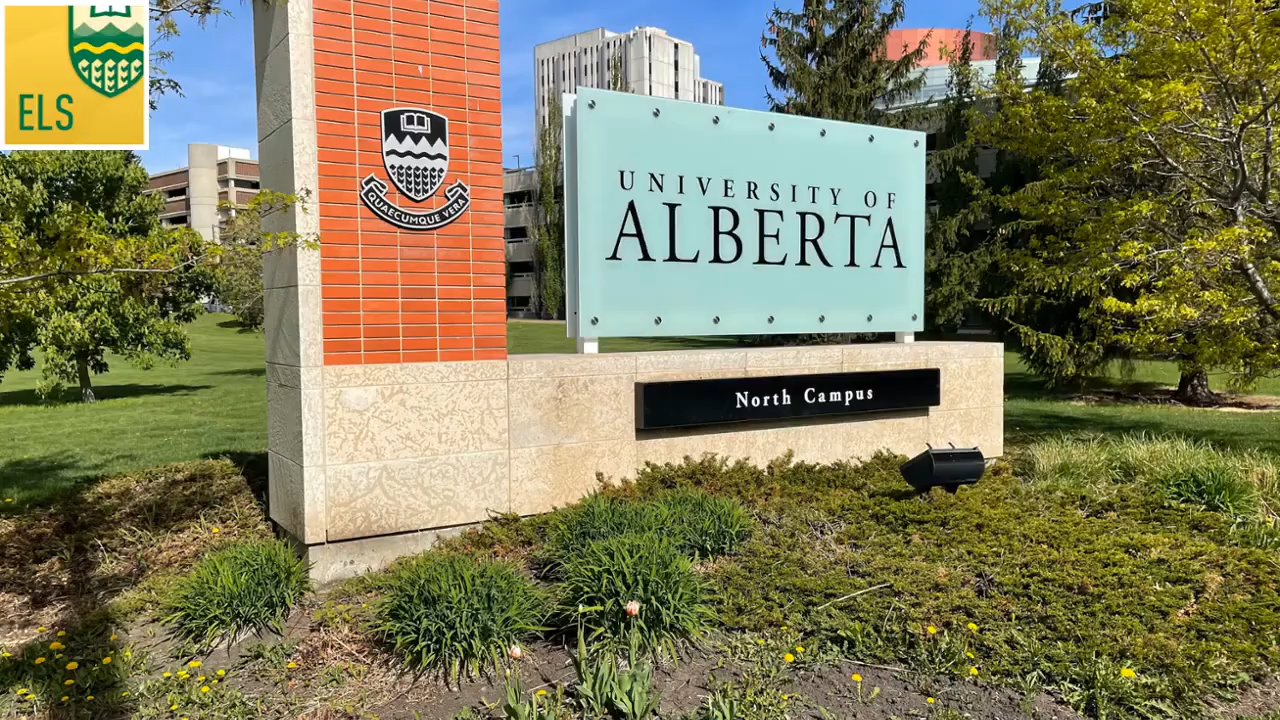 ELS
QUAECUMQUE VERA
UNIVERSITY OF
ALBERTA
North Campus